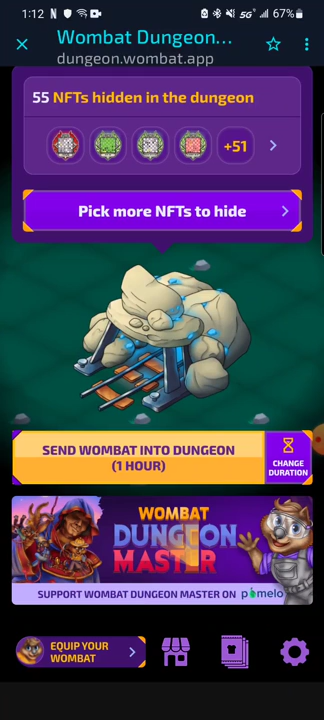 1:12
5G
67%
Wombat Dungeon...
dungeon.wombat.app
55 NFTs hidden in the dungeon
+51
Pick more NFTs to hide
SEND WOMBAT INTO DUNGEON
(1 HOUR)
CHANGE
DURATION
WOMBAT
DUNGEON
MASTER
SUPPORT WOMBAT DUNGEON MASTER ON pomelo
EQUIP YOUR
WOMBAT